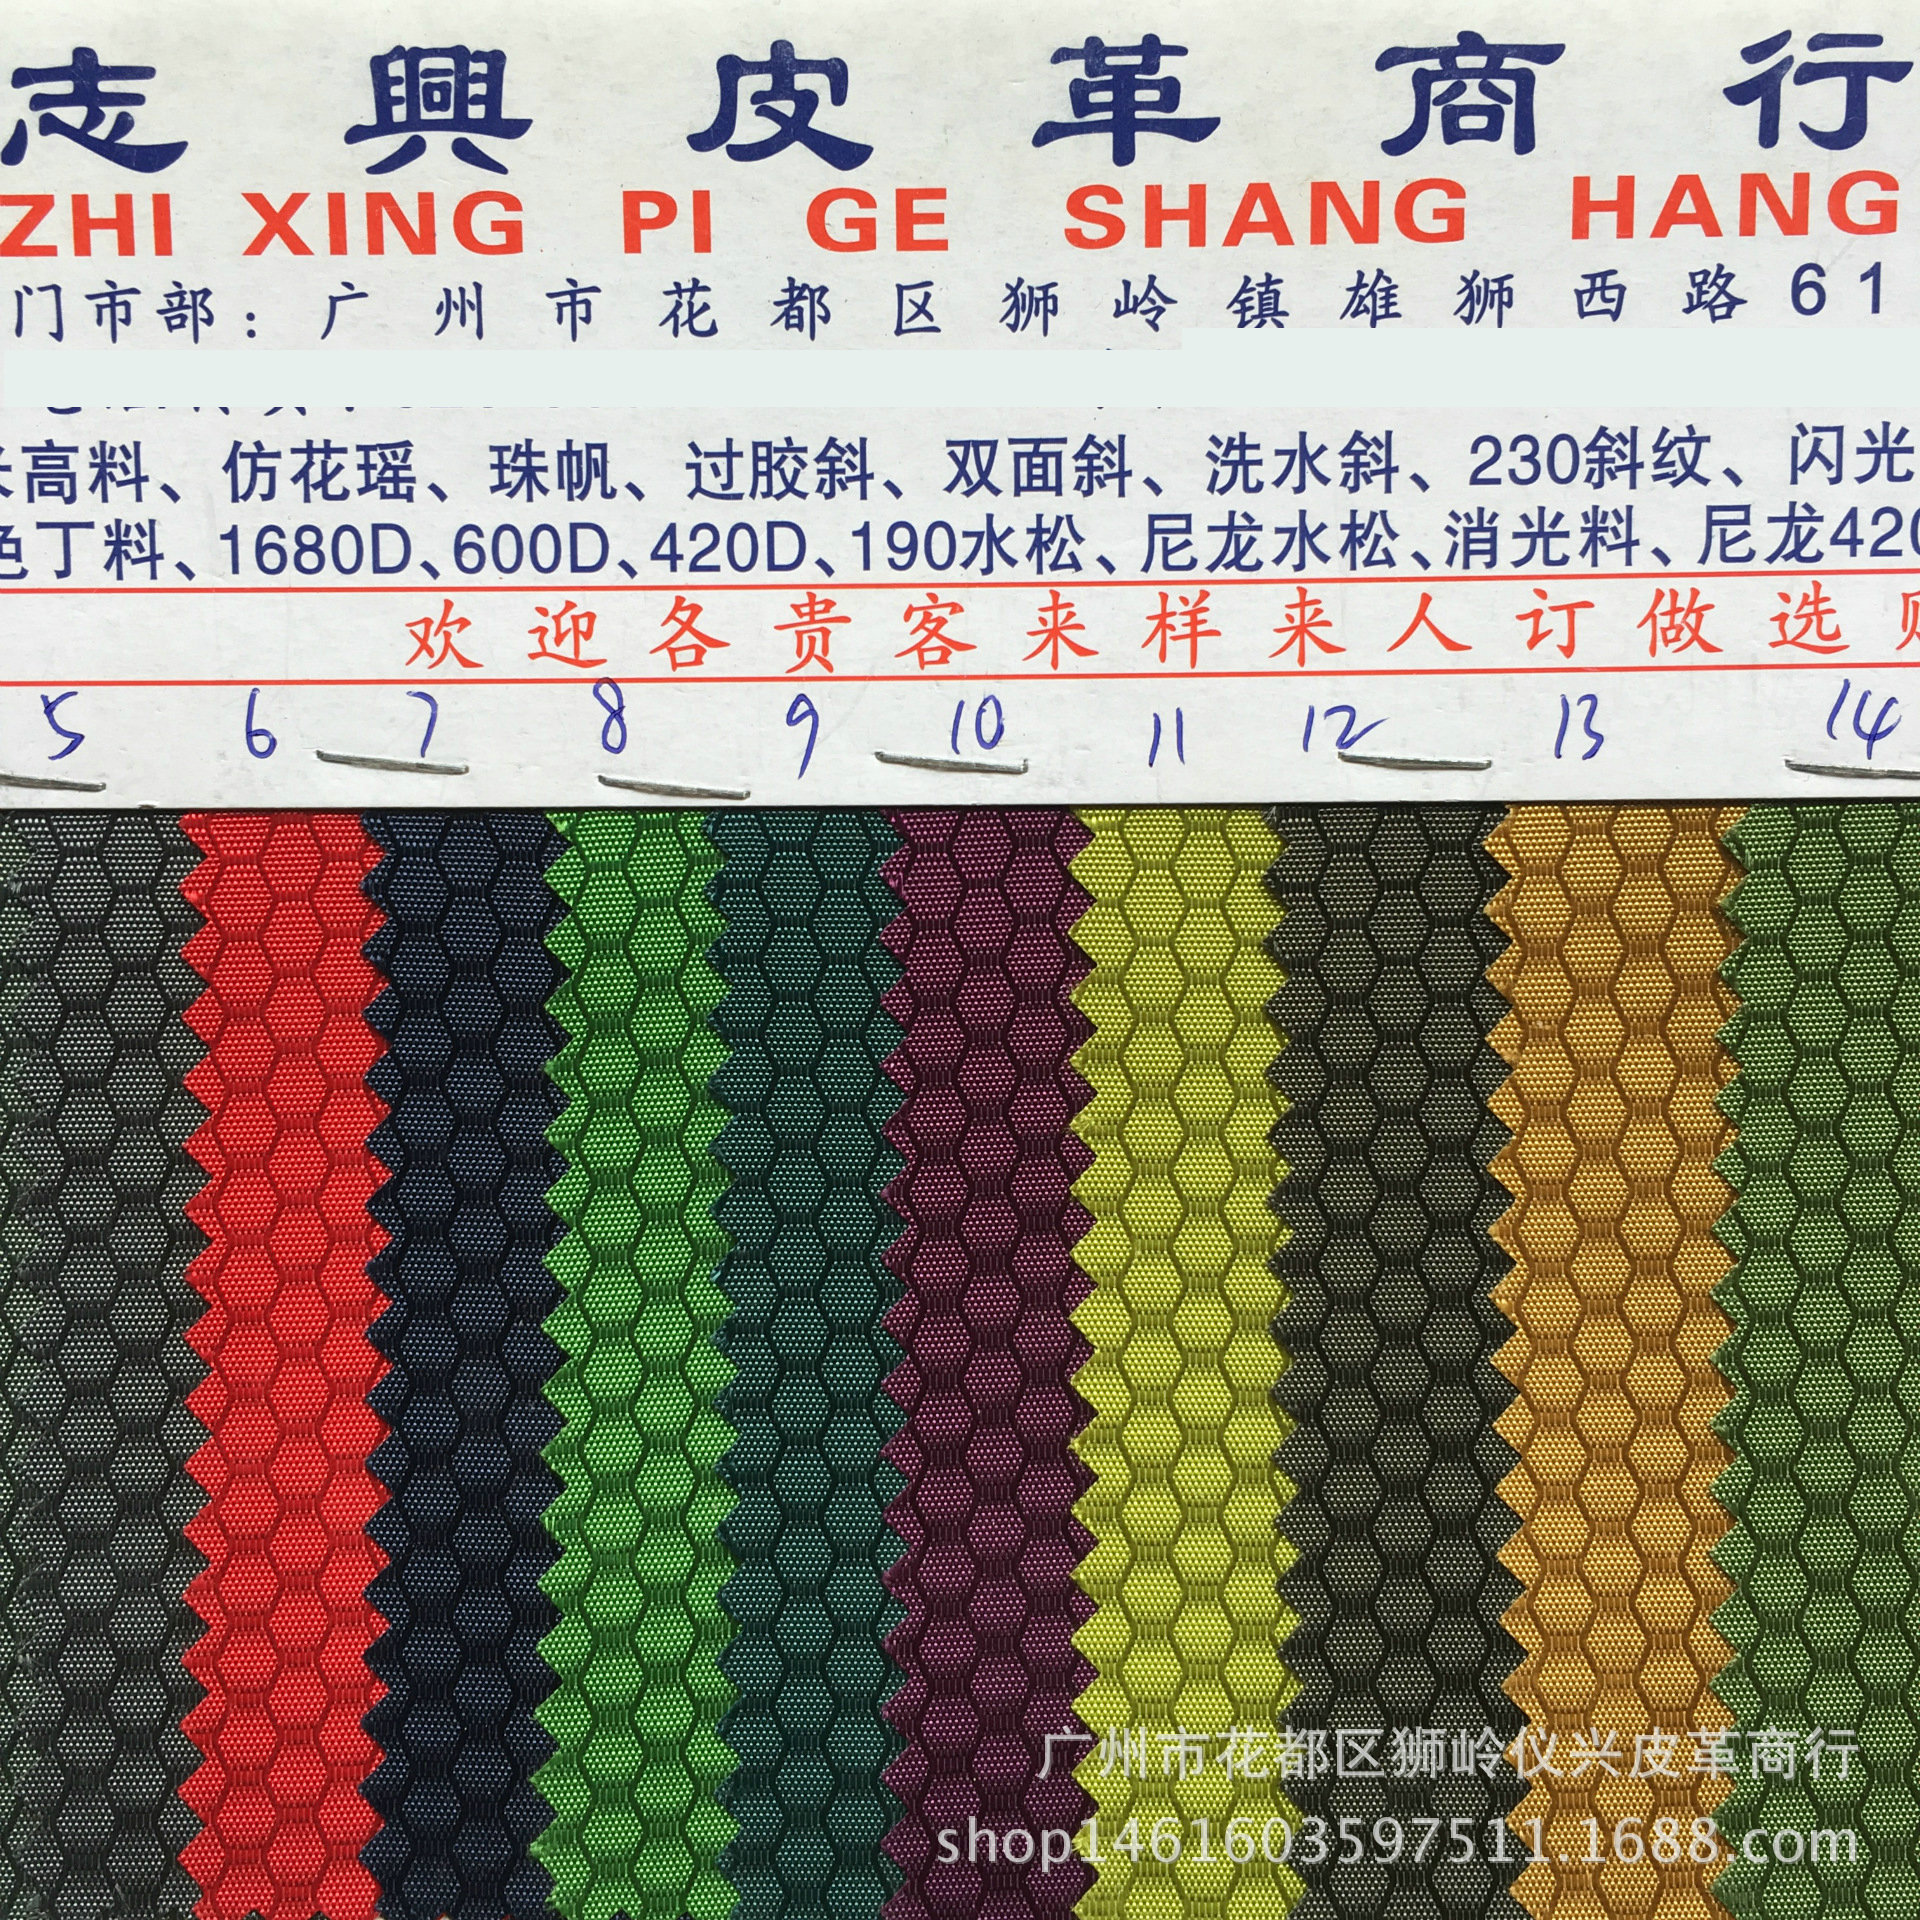 志興皮革商行
ZHI XING PI GE SHANG HANG
门市部：广州市花都区狮岭镇雄狮西路61
高料、仿花瑶、珠帆、过胶斜、双面斜、洗水斜、230斜纹、闪光
色丁料、1680D、600D、420D、190水松、尼龙水松、消光料、尼龙420
欢迎各贵客来样来人订做选购
5 6 7 8 9 10 11 12 13 14
广州市花都区狮岭仪兴皮革商行
shop1461603597511.1688.com